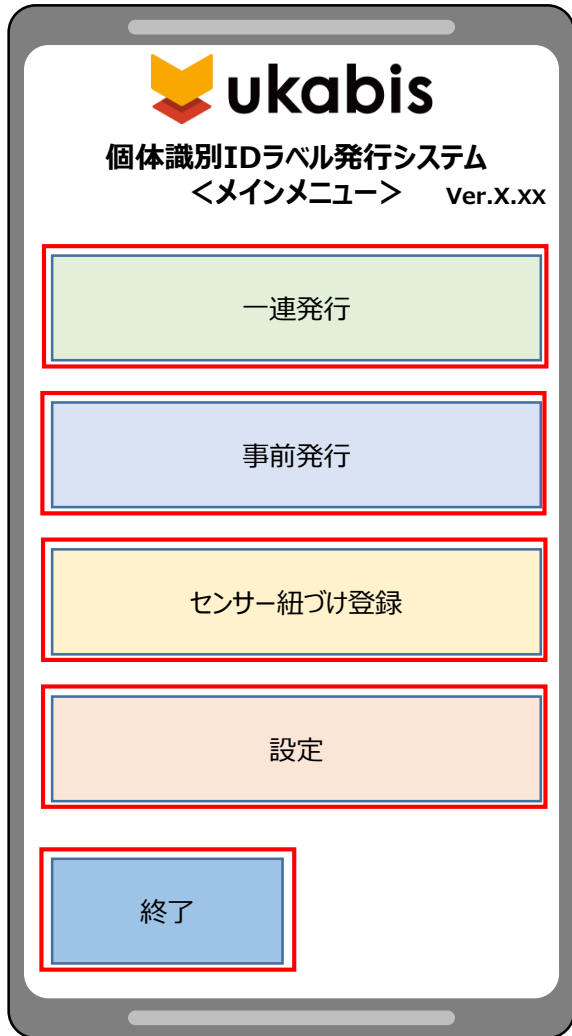 ukabis
個体識別IDラベル発行システム
＜メインメニュー＞ Ver.X.xx
一連発行
事前発行
センサー紐づけ登録
設定
終了